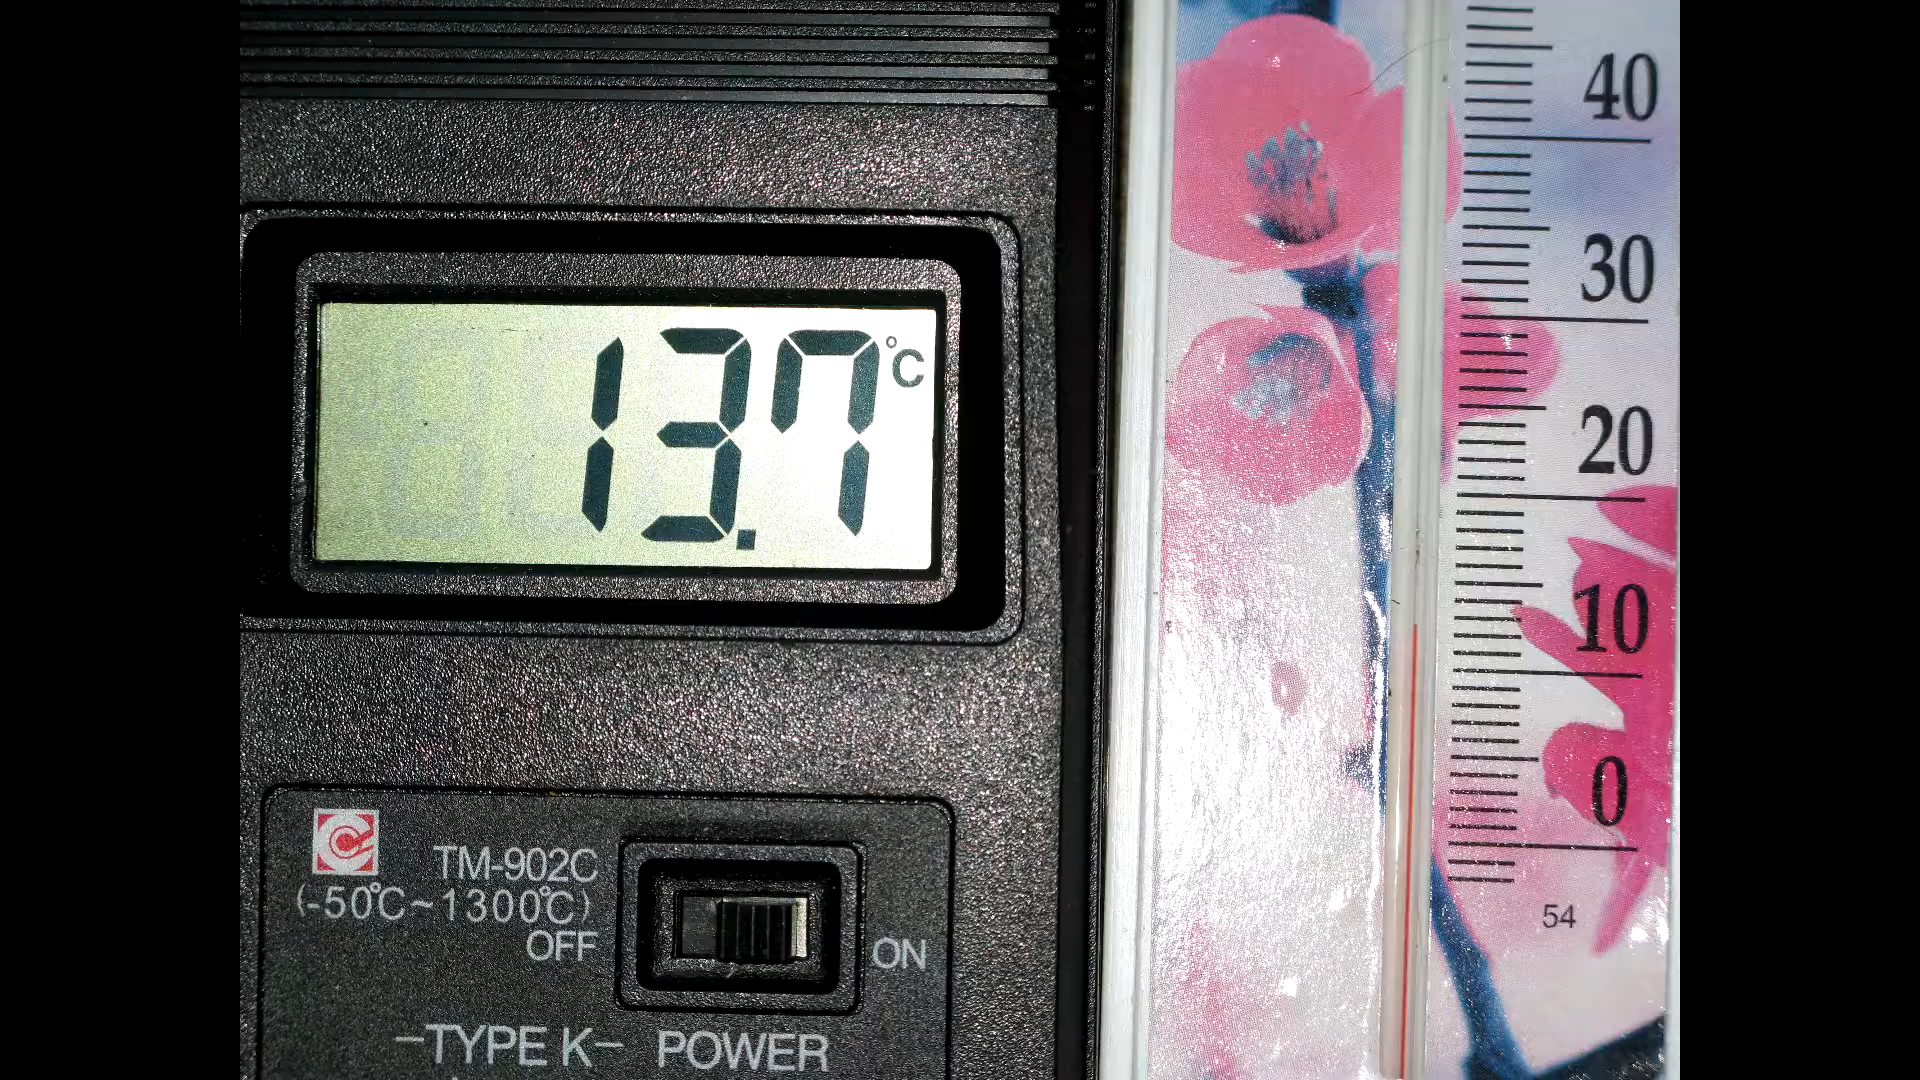 13.7 °C
TM-902C
(-50℃~1300℃)
OFF
ON
-TYPE K-
POWER
40
30
20
10
0
54